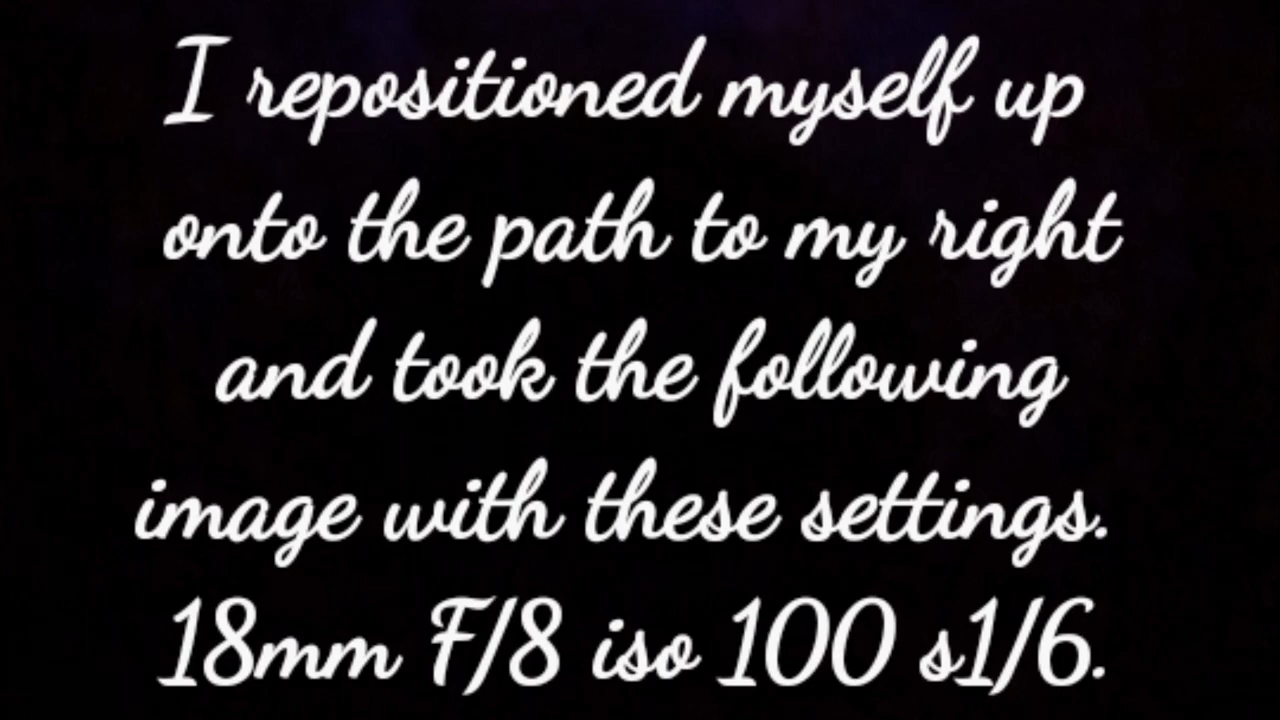 I repositioned myself up
onto the path to my right
and took the following
image with these settings.
18mm F/8 iso 100 s1/6.